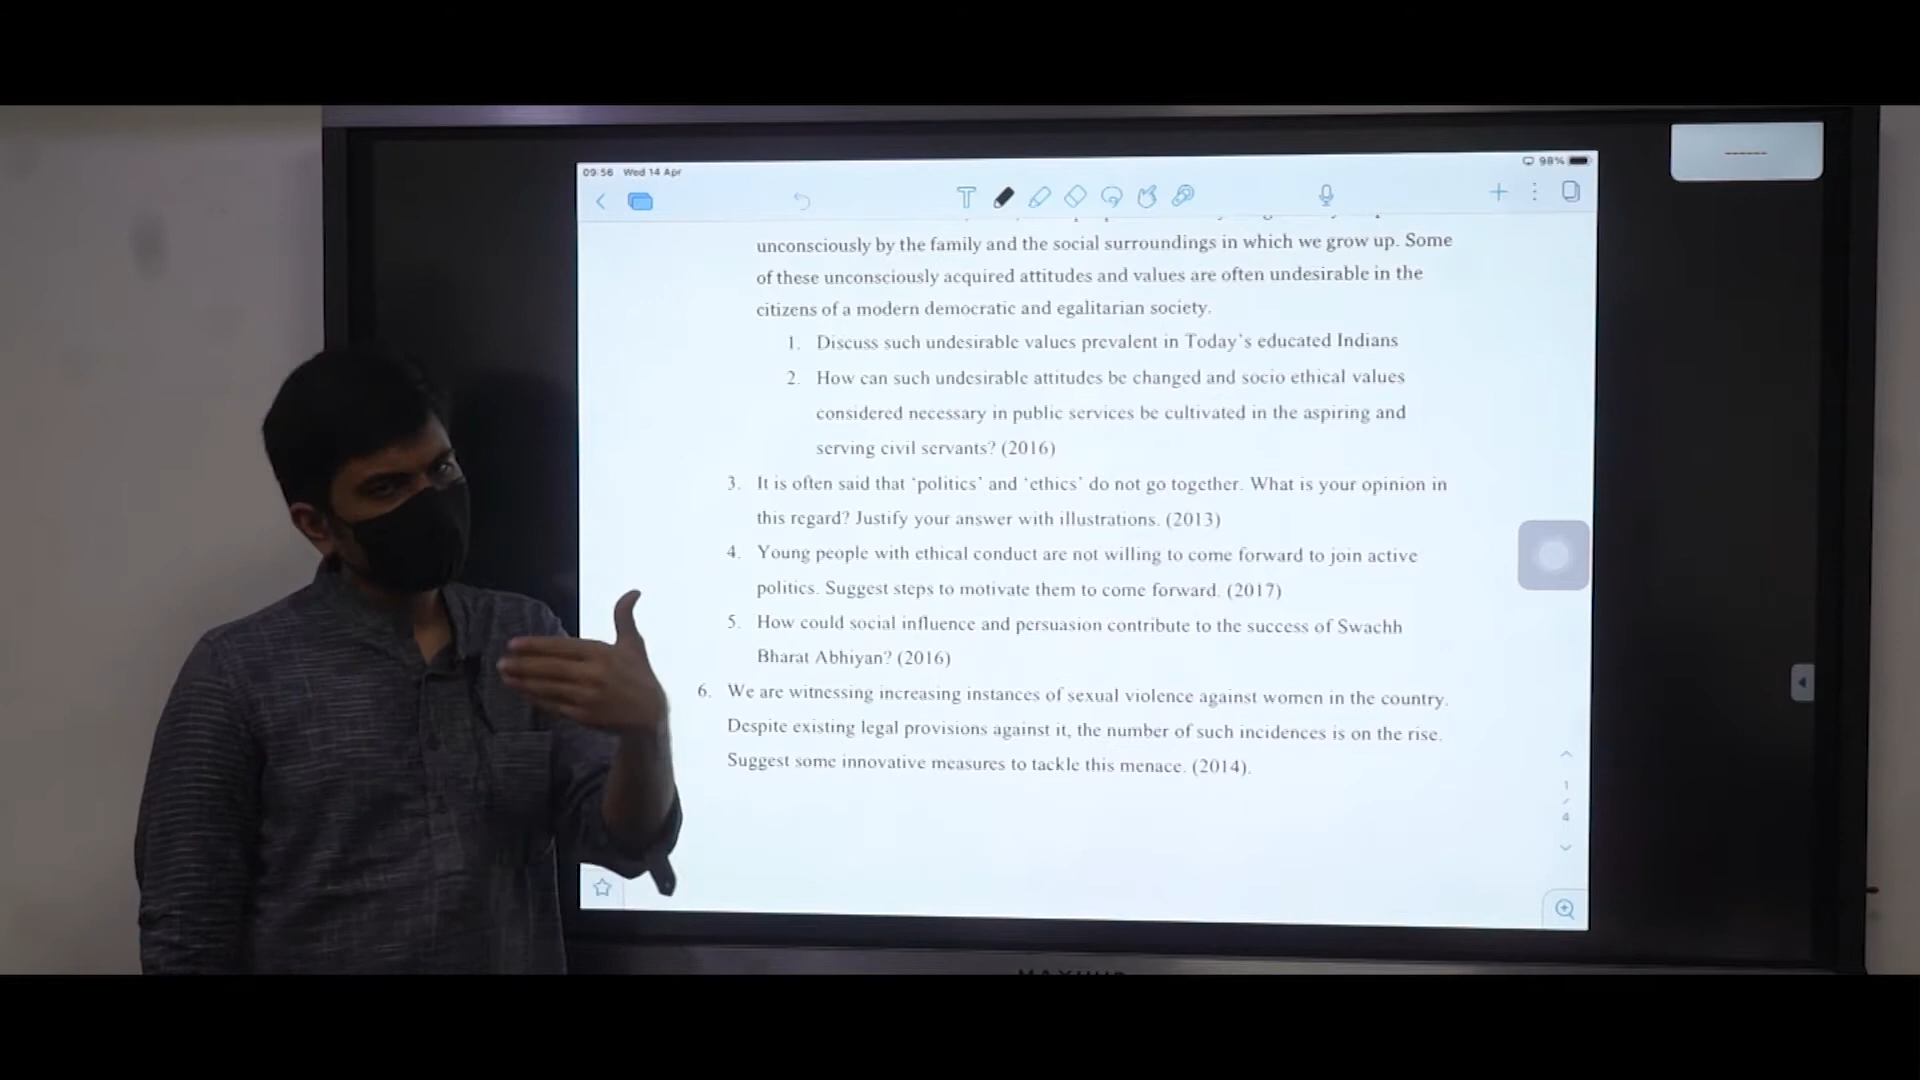 09:56 Wed 14 Apr
98%
unconsciously by the family and the social surroundings in which we grow up. Some
of these unconsciously acquired attitudes and values are often undesirable in the
citizens of a modern democratic and egalitarian society.
1. Discuss such undesirable values prevalent in Today's educated Indians
2. How can such undesirable attitudes be changed and socio ethical values
considered necessary in public services be cultivated in the aspiring and
serving civil servants? (2016)
3. It is often said that 'politics' and 'ethics' do not go together. What is your opinion in
this regard? Justify your answer with illustrations. (2013)
4. Young people with ethical conduct are not willing to come forward to join active
politics. Suggest steps to motivate them to come forward. (2017)
5. How could social influence and persuasion contribute to the success of Swachh
Bharat Abhiyan? (2016)
6. We are witnessing increasing instances of sexual violence against women in the country.
Despite existing legal provisions against it, the number of such incidences is on the rise.
Suggest some innovative measures to tackle this menace. (2014).
1
/
4